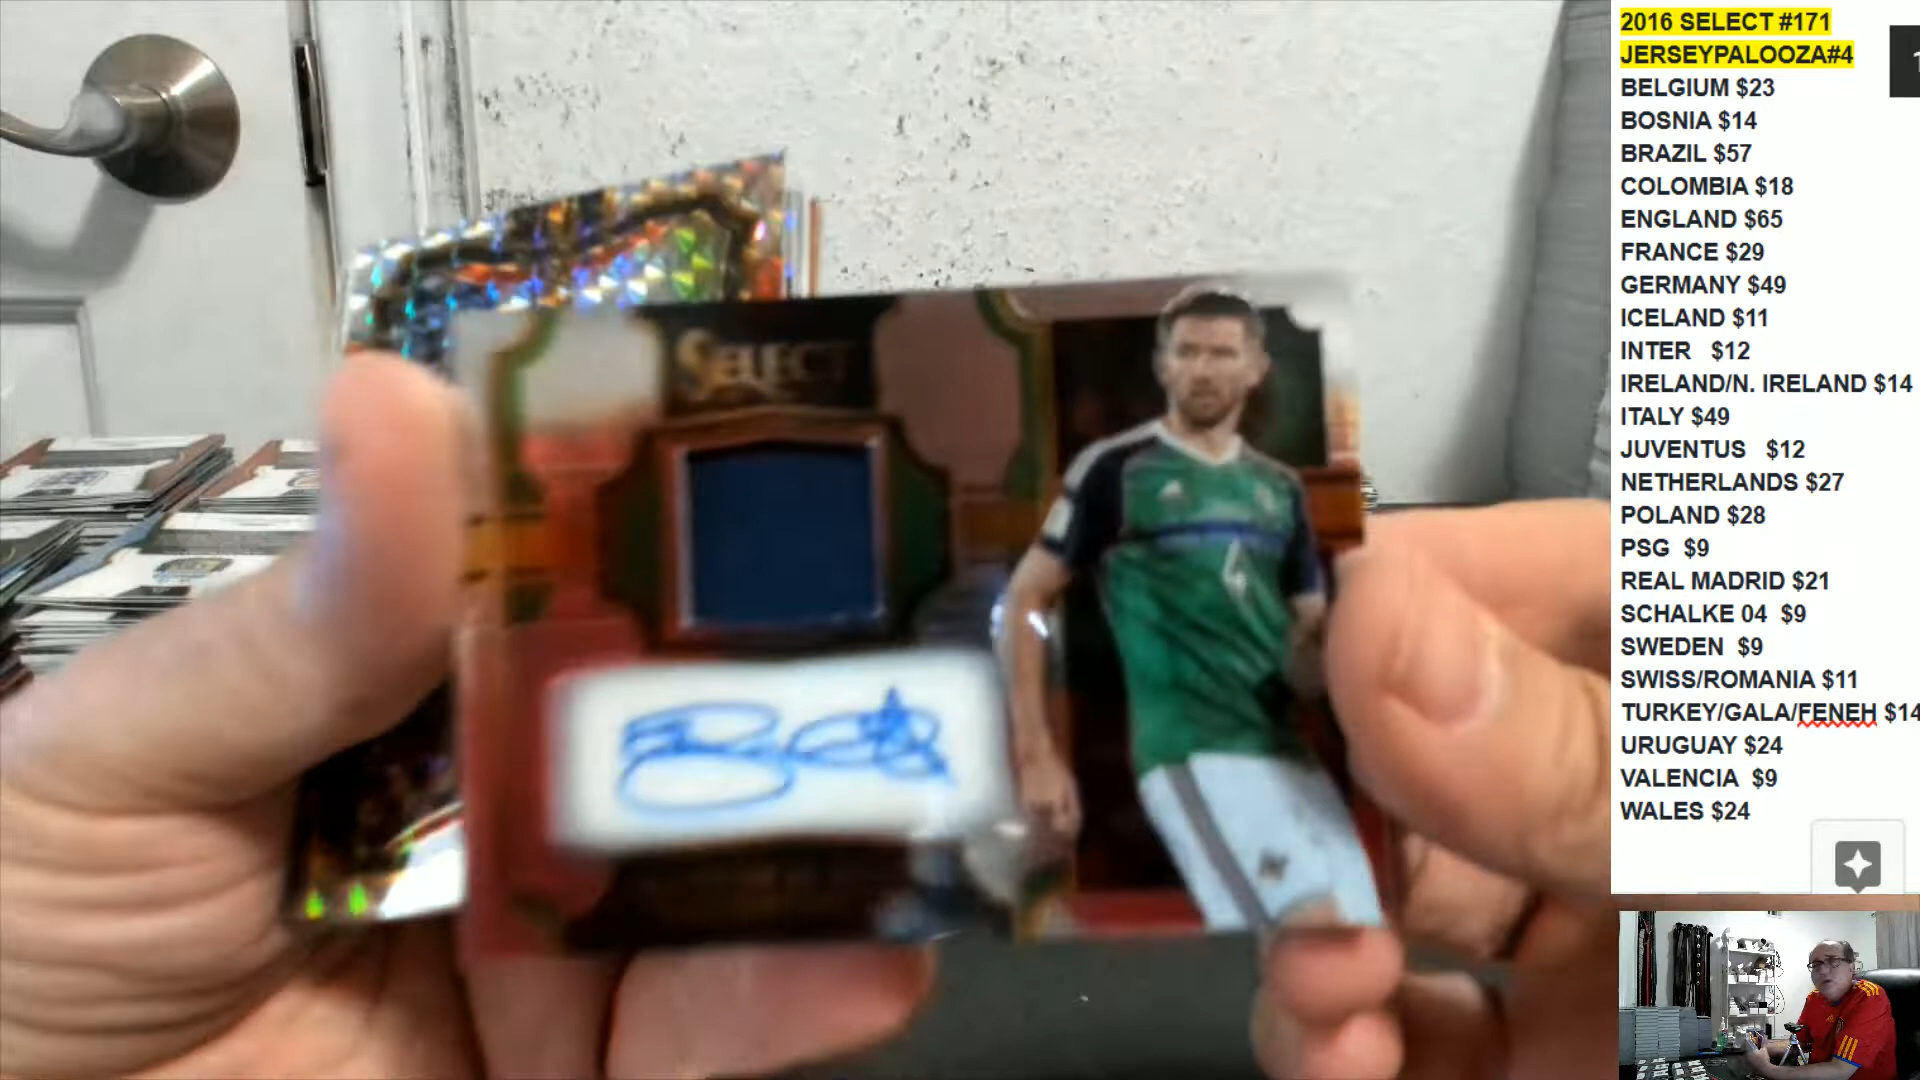 SELECT
4
2016 SELECT #171
JERSEYPALOOZA#4
BELGIUM $23
BOSNIA $14
BRAZIL $57
COLOMBIA $18
ENGLAND $65
FRANCE $29
GERMANY $49
ICELAND $11
INTER $12
IRELAND/N. IRELAND $14
ITALY $49
JUVENTUS $12
NETHERLANDS $27
POLAND $28
PSG $9
REAL MADRID $21
SCHALKE 04 $9
SWEDEN $9
SWISS/ROMANIA $11
TURKEY/GALA/FENEH $14
URUGUAY $24
VALENCIA $9
WALES $24